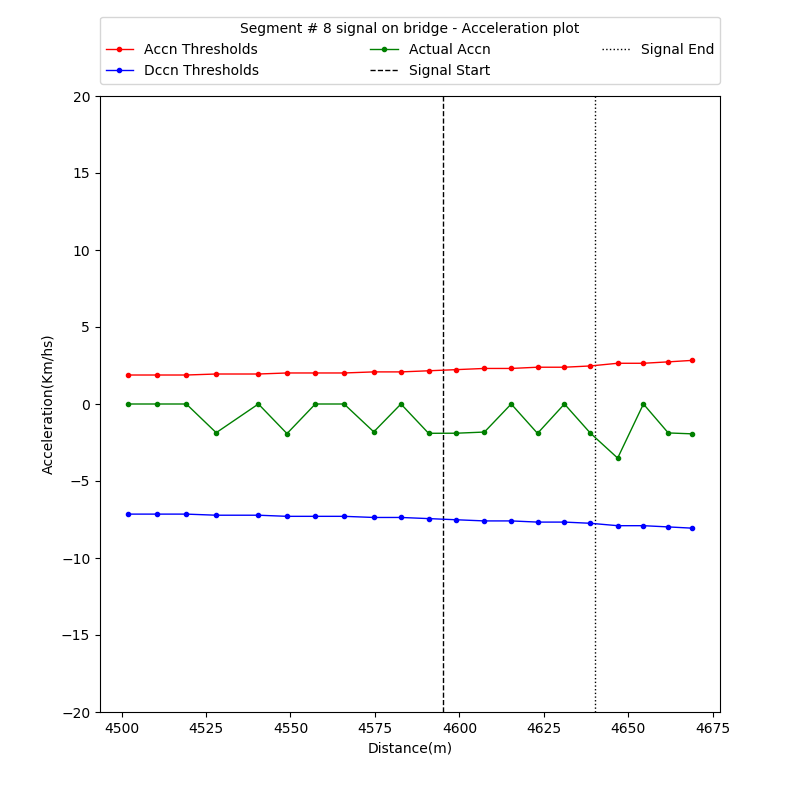 Segment # 8 signal on bridge - Acceleration plot
Accn Thresholds Actual Accn Signal End
Dccn Thresholds Signal Start
20
15
10
5
0
−5
−10
−15
−20
Acceleration(Km/hs)
4500 4525 4550 4575 4600 4625 4650 4675
Distance(m)